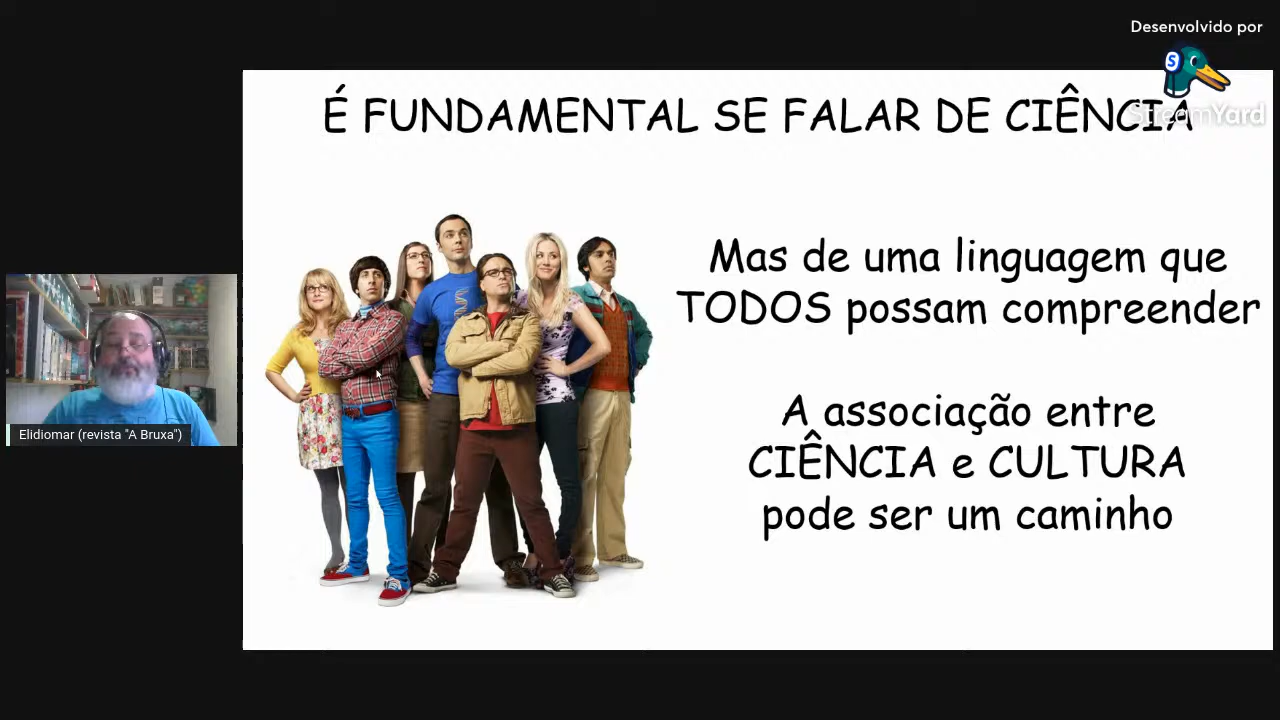 Desenvolvido por
StreamYard
É FUNDAMENTAL SE FALAR DE CIÊNCIA
Mas de uma linguagem que
TODOS possam compreender
A associação entre
CIÊNCIA e CULTURA
pode ser um caminho
Elidiomar (revista "A Bruxa")